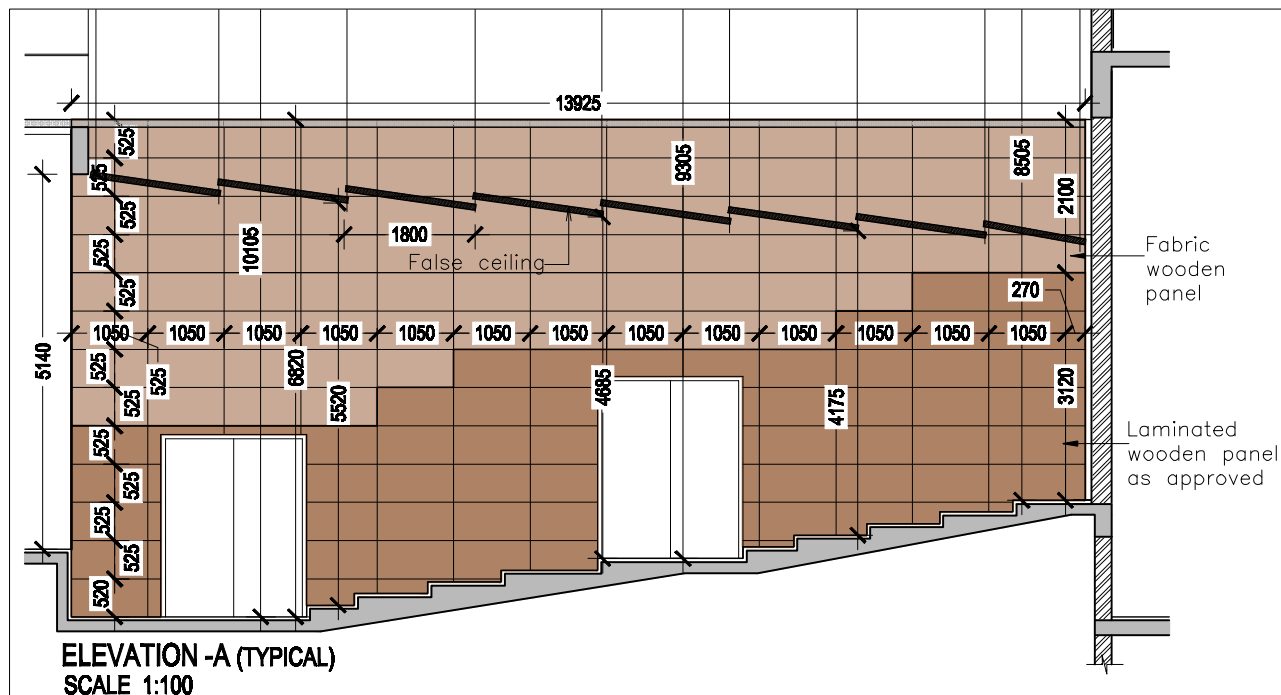 13925
525
525
525
525
525
9305
8505
2100
10105
1800
False ceiling
Fabric
wooden
panel
270
1050 1050 1050 1050 1050 1050 1050 1050 1050 1050 1050 1050 1050
5140
525
525
525
6820
5520
4685
4175
3120
525
525
525
525
520
Laminated
wooden panel
as approved
ELEVATION -A (TYPICAL)
SCALE 1:100